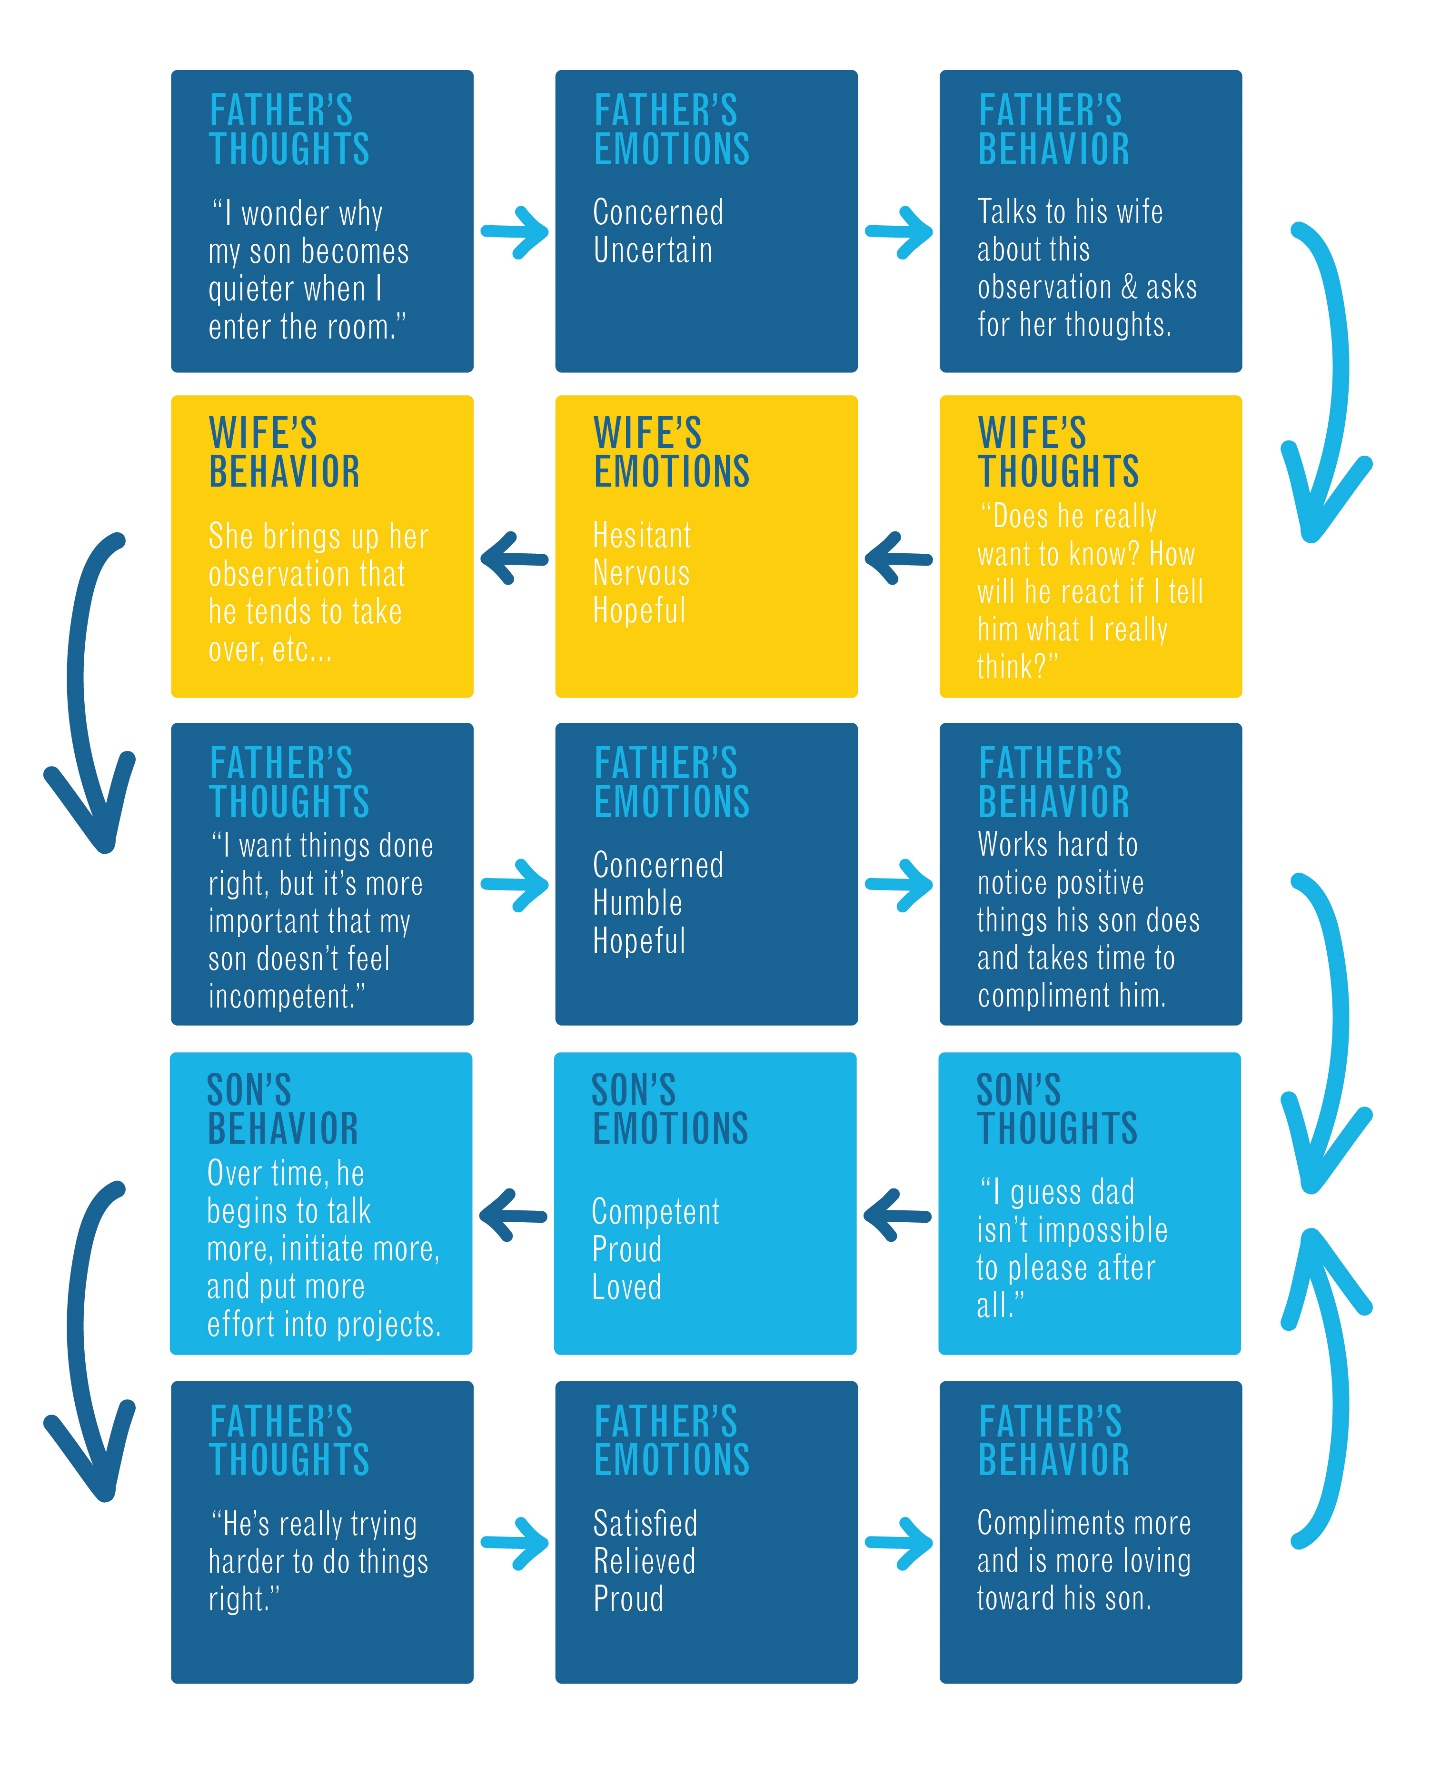 FATHER'S
THOUGHTS
“I wonder why
my son becomes
quieter when I
enter the room.”
FATHER'S
EMOTIONS
Concerned
Uncertain
FATHER'S
BEHAVIOR
Talks to his wife
about this
observation & asks
for her thoughts.
WIFE'S
THOUGHTS
“Does he really
want to know? How
will he react if I tell
him what I really
think?”
WIFE'S
EMOTIONS
Hesitant
Nervous
Hopeful
WIFE'S
BEHAVIOR
She brings up her
observation that
he tends to take
over, etc...
FATHER'S
THOUGHTS
“I want things done
right, but it's more
important that my
son doesn't feel
incompetent.”
FATHER'S
EMOTIONS
Concerned
Humble
Hopeful
FATHER'S
BEHAVIOR
Works hard to
notice positive
things his son does
and takes time to
compliment him.
SON'S
THOUGHTS
“I guess dad
isn't impossible
to please after
all.”
SON'S
EMOTIONS
Competent
Proud
Loved
SON'S
BEHAVIOR
Over time, he
begins to talk
more, initiate more,
and put more
effort into projects.
FATHER'S
THOUGHTS
“He's really trying
harder to do things
right.”
FATHER'S
EMOTIONS
Satisfied
Relieved
Proud
FATHER'S
BEHAVIOR
Compliments more
and is more loving
toward his son.